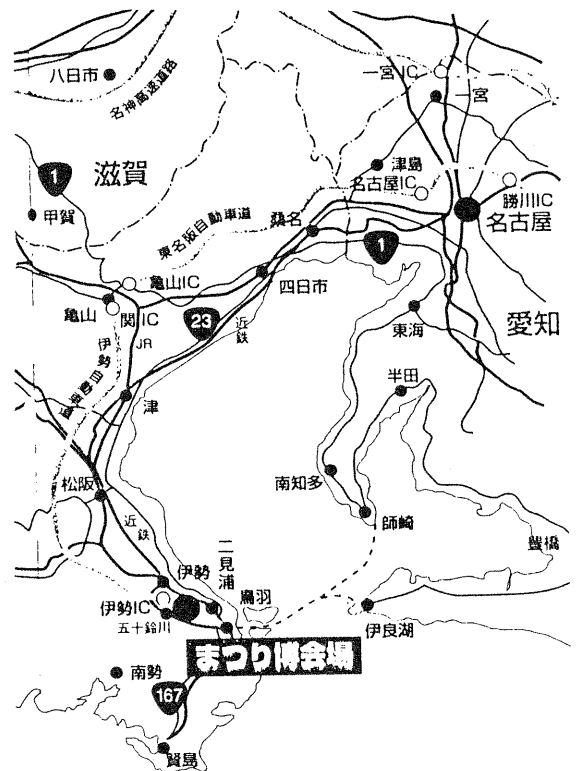 八日市
名神高速道路
一宮IC
一宮
1
滋賀
津島
名古屋IC
勝川IC
名古屋
甲賀
東名阪自動車道
桑名
1
亀山IC
四日市
亀山
関IC
23
近鉄
東海
愛知
JR
伊勢自動車道
半田
津
南知多
松阪
師崎
近鉄
豊橋
二見浦
伊勢
鳥羽
伊勢IC
伊良湖
五十鈴川
まつり博会場
南勢
167
賢島